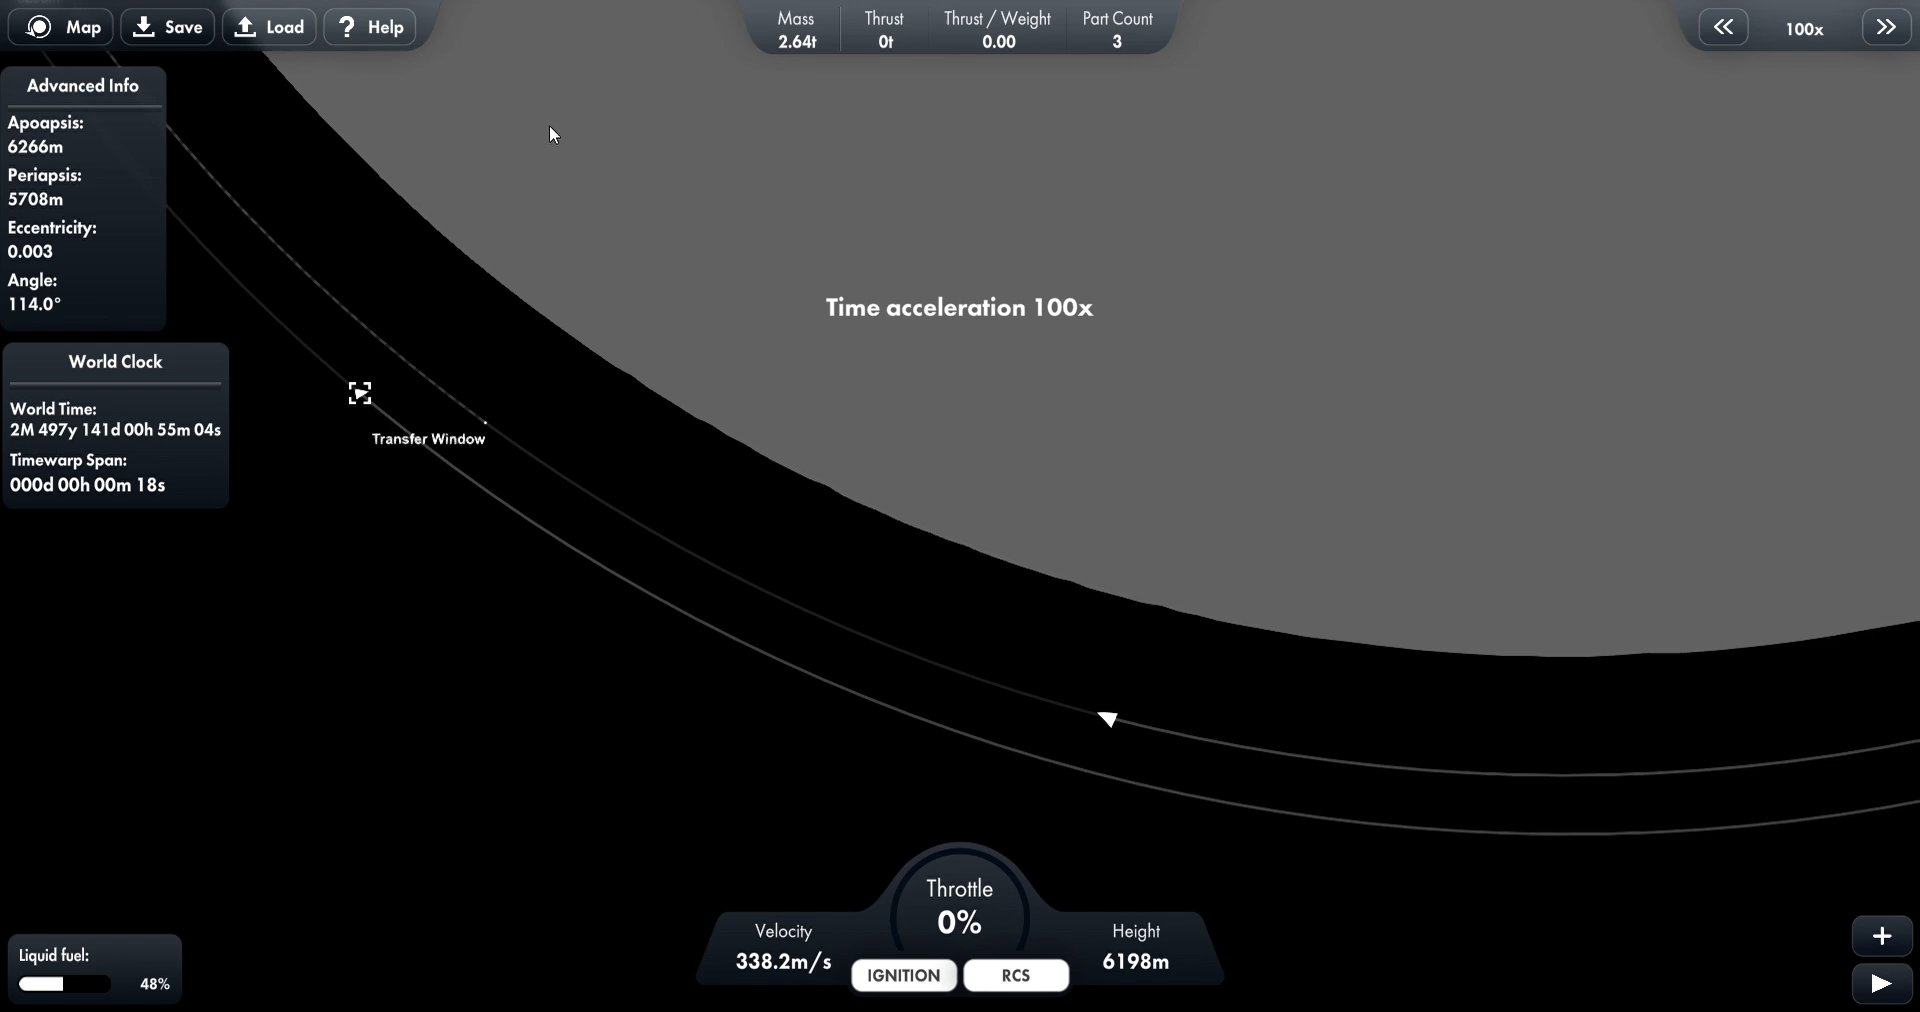 Map
Save
Load
Help
Mass
2.64t
Thrust
0t
Thrust / Weight
0.00
Part Count
3
100x
Advanced Info
Apoapsis:
6266m
Periapsis:
5708m
Eccentricity:
0.003
Angle:
114.0°
Time acceleration 100x
World Clock
World Time:
2M 497y 141d 00h 55m 04s
Timewarp Span:
000d 00h 00m 18s
Transfer Window
Throttle
0%
Velocity
338.2m/s
Height
6198m
IGNITION
RCS
Liquid fuel:
48%